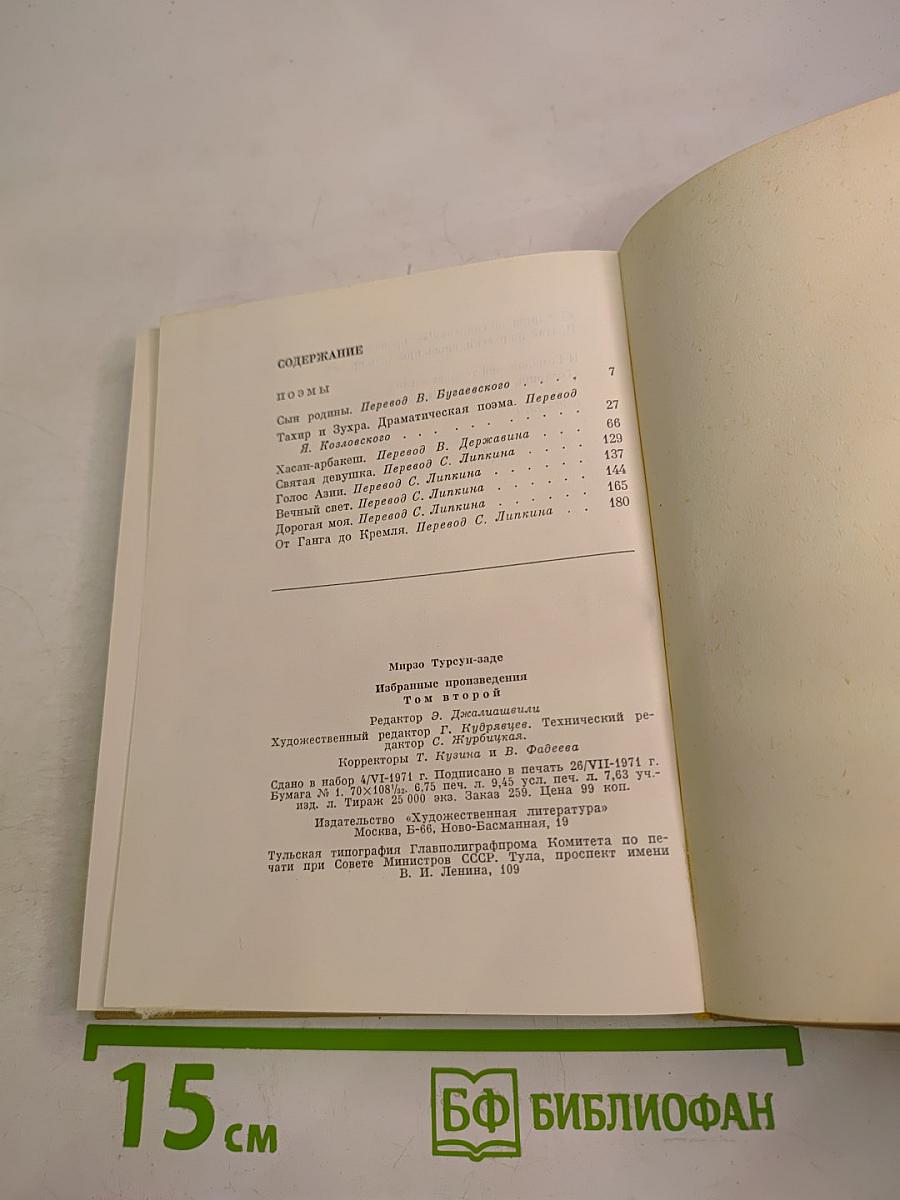 СОДЕРЖАНИЕ
ПОЭМЫ
Сын родины. Перевод В. Бугаевского . . . . 7
Тахир и Зухра. Драматическая поэма. Перевод
Я. Козловского . . . . . . . . . . 27
Хасан-арбакеш. Перевод В. Державина . . . 66
Святая девушка. Перевод С. Липкина . . . . 129
Голос Азии. Перевод С. Липкина . . . . . . 137
Вечный свет. Перевод С. Липкина . . . . . . 144
Дорогая моя. Перевод С. Липкина . . . . . . 165
От Ганга до Кремля. Перевод С. Липкина . . 180
Мирзо Турсун-заде
Избранные произведения
Том второй
Редактор Э. Джалиашвили
Художественный редактор Г. Кудрявцев. Технический ре-
дактор С. Журбицкая.
Корректоры Т. Кузина и В. Фадеева
Сдано в набор 4/VI-1971 г. Подписано в печать 26/VII-1971 г.
Бумага № 1. 70×108¹/₃₂. 6,75 печ. л. 9,45 усл. печ. л. 7,63 уч.-
изд. л. Тираж 25 000 экз. Заказ 259. Цена 99 коп.
Издательство «Художественная литература»
Москва, Б-66, Ново-Басманная, 19
Тульская типография Главполиграфпрома Комитета по пе-
чати при Совете Министров СССР. Тула, проспект имени
В. И. Ленина, 109
15 см
БФ БИБЛИОФАН